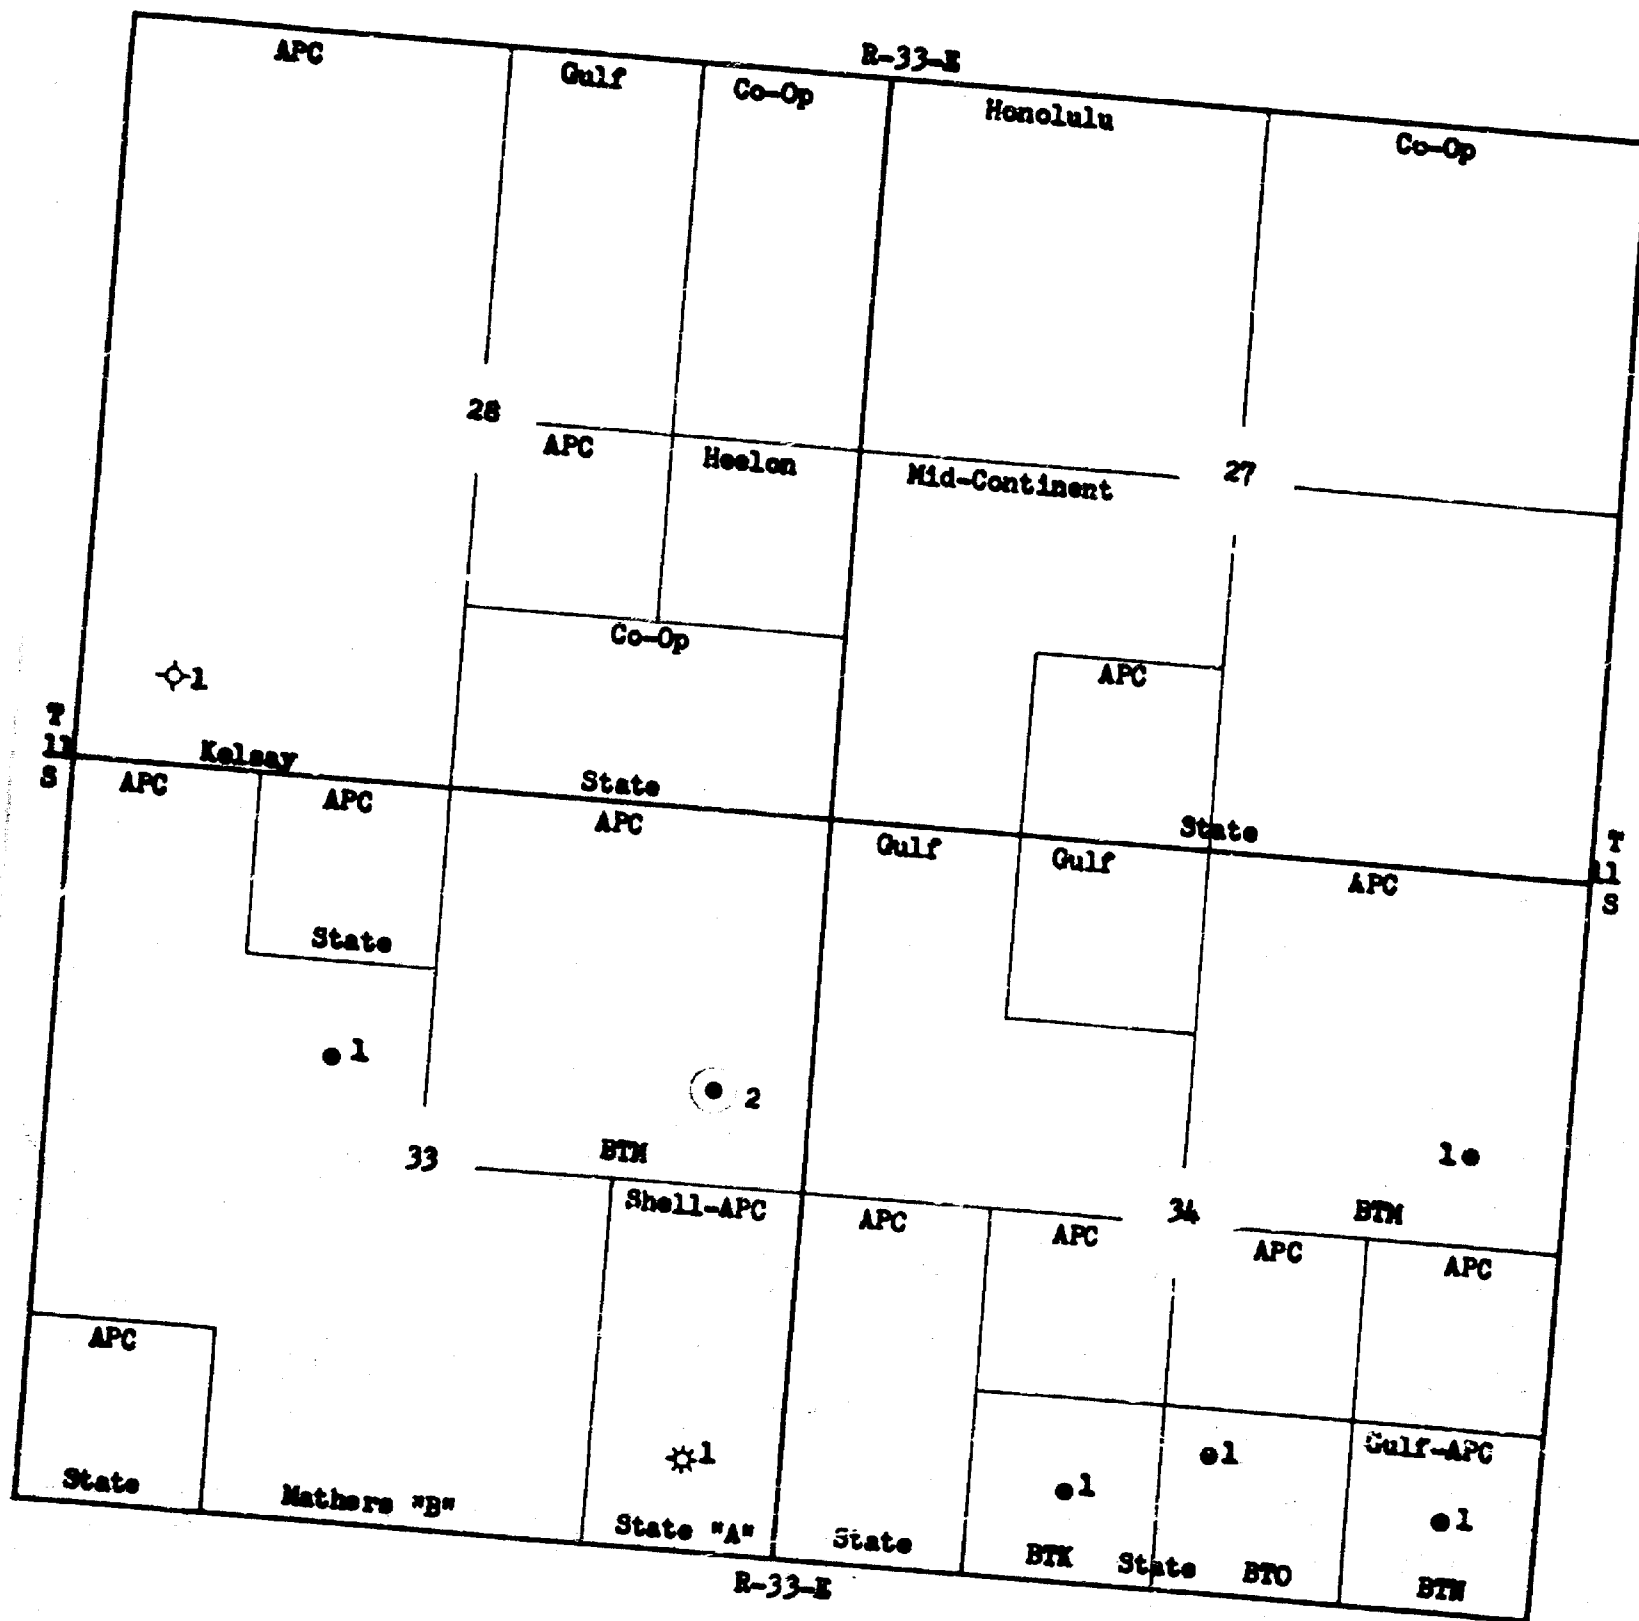 R-33-E
APC
Gulf
Co-Op
Honolulu
Co-Op
28
APC
Heelon
Mid-Continent
27
Co-Op
APC
1
T
11
S
Kelsay
State
State
T
11
S
APC
APC
APC
Gulf
Gulf
APC
State
1
2
1
33
BTM
34
BTM
Shell-APC
APC
APC
APC
APC
APC
Gulf-APC
1
1
1
1
State
Mathers "B"
State "A"
State
BTK
State
BTO
BTN
R-33-E